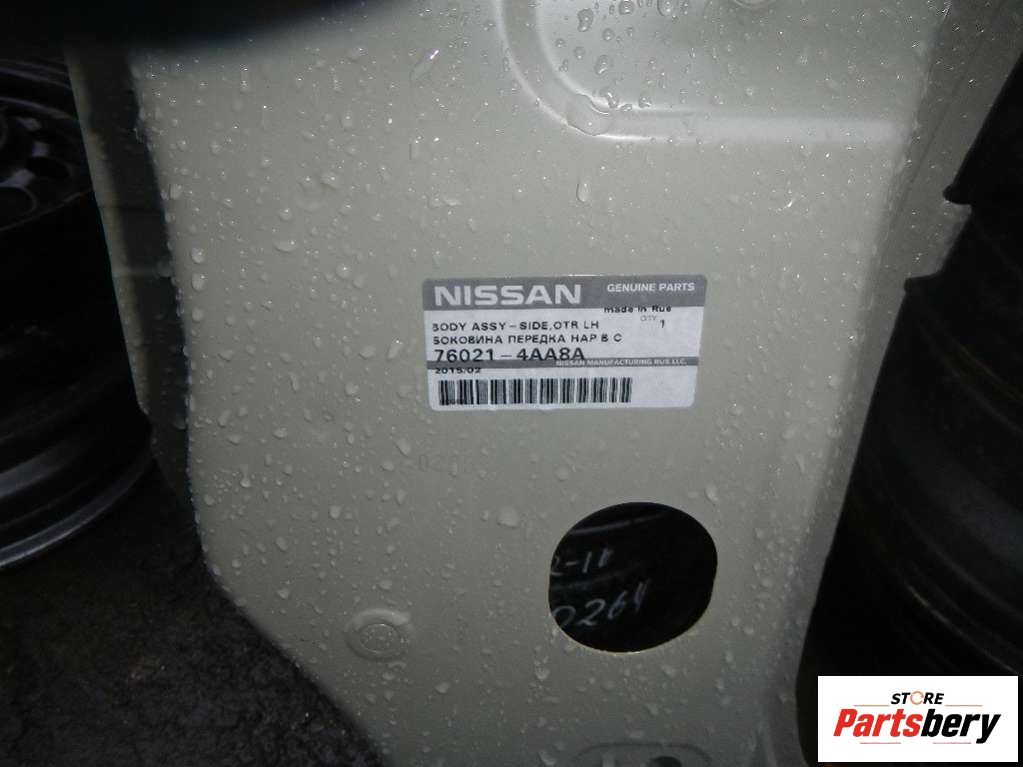 NISSAN GENUINE PARTS
made in Rus
BODY ASSY-SIDE,OTR LH QTY 1
БОКОВИНА ПЕРЕДКА НАР В С
76021-4AA8A
NISSAN MANUFACTURING RUS LLC.
2015/02
0264
STORE
Partsbery